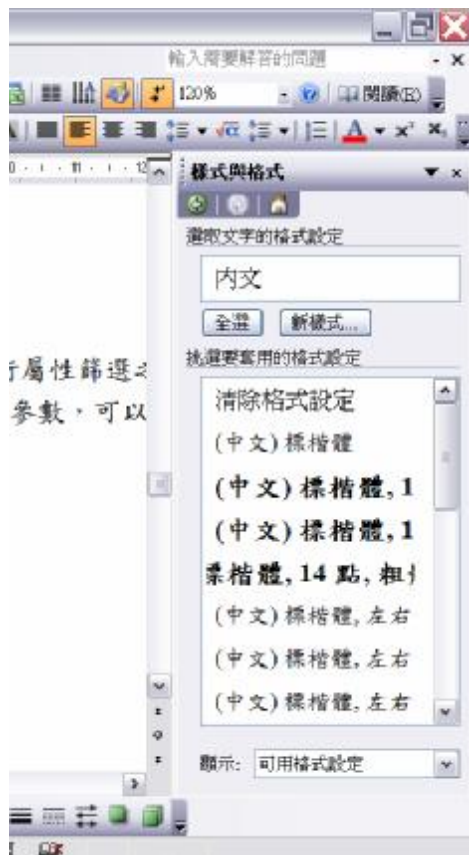 輸入需要解答的問題
120%
閱讀(R)
樣式與格式
選取文字的格式設定
內文
全選
新樣式...
挑選要套用的格式設定
清除格式設定
(中文) 標楷體
(中文) 標楷體, 1
(中文) 標楷體, 1
標楷體, 14 點, 粗
(中文) 標楷體, 左右
(中文) 標楷體, 左右
(中文) 標楷體, 左右
顯示: 可用格式設定
11 12
行屬性篩選之
參數，可以